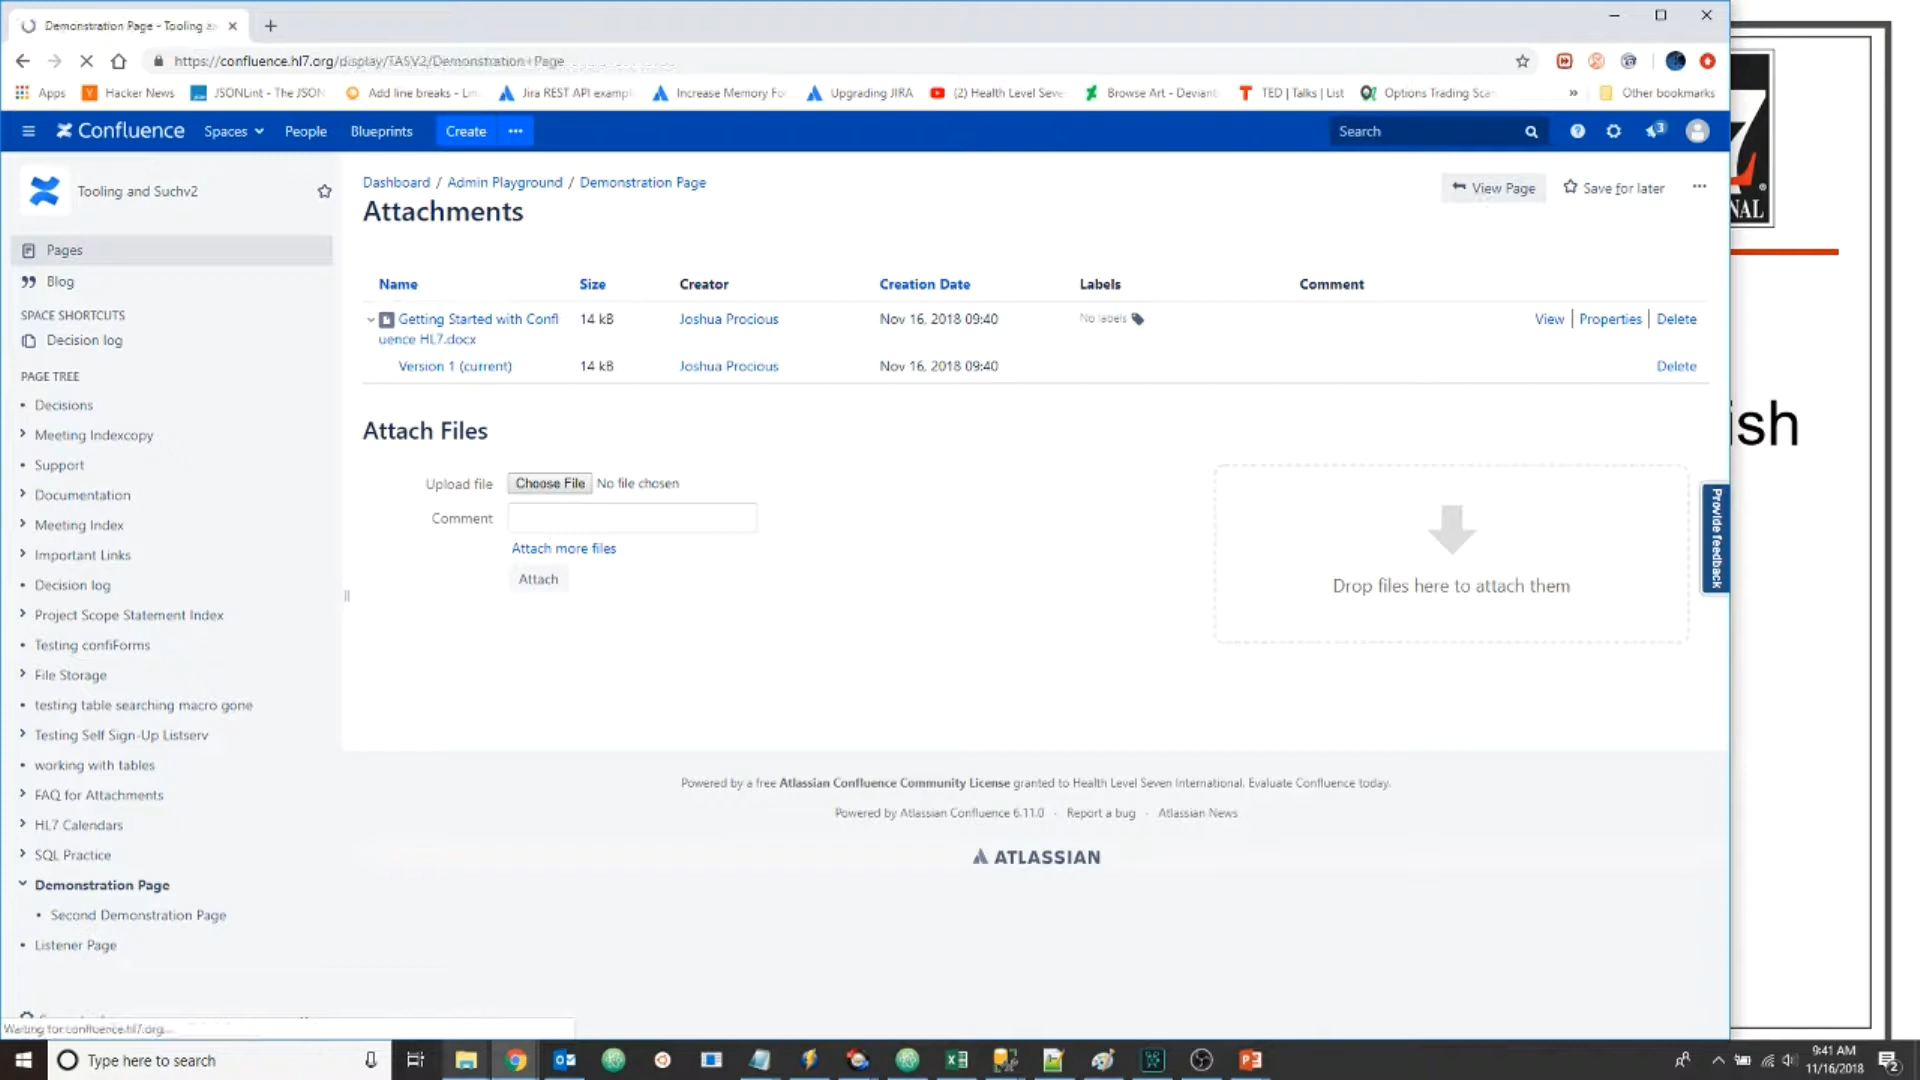 Demonstration Page - Tooling a
https://confluence.hl7.org/display/TASV2/Demonstration+Page
Apps
Hacker News
JSONLint - The JSON
Add line breaks - Lin
Jira REST API exampl
Increase Memory Fo
Upgrading JIRA
(2) Health Level Seve
Browse Art - Deviant
TED | Talks | List
Options Trading Sca
»
Other bookmarks
Confluence
Spaces
People
Blueprints
Create
Search
3
Tooling and Suchv2
Pages
Blog
SPACE SHORTCUTS
Decision log
PAGE TREE
Decisions
Meeting Indexcopy
Support
Documentation
Meeting Index
Important Links
Decision log
Project Scope Statement Index
Testing confiForms
File Storage
testing table searching macro gone
Testing Self Sign-Up Listserv
working with tables
FAQ for Attachments
HL7 Calendars
SQL Practice
Demonstration Page
Second Demonstration Page
Listener Page
Waiting for confluence.hl7.org...
Dashboard / Admin Playground / Demonstration Page
View Page
Save for later
Attachments
Name Size Creator Creation Date Labels Comment
Getting Started with Confl 14 kB Joshua Procious Nov 16, 2018 09:40 No labels View Properties Delete
uence HL7.docx
Version 1 (current) 14 kB Joshua Procious Nov 16, 2018 09:40 Delete
Attach Files
Upload file Choose File No file chosen
Comment
Attach more files
Attach
Drop files here to attach them
Provide feedback
Powered by a free Atlassian Confluence Community License granted to Health Level Seven International. Evaluate Confluence today.
Powered by Atlassian Confluence 6.11.0 · Report a bug · Atlassian News
ATLASSIAN
NAL
®
ish
Type here to search
9:41 AM
11/16/2018
2